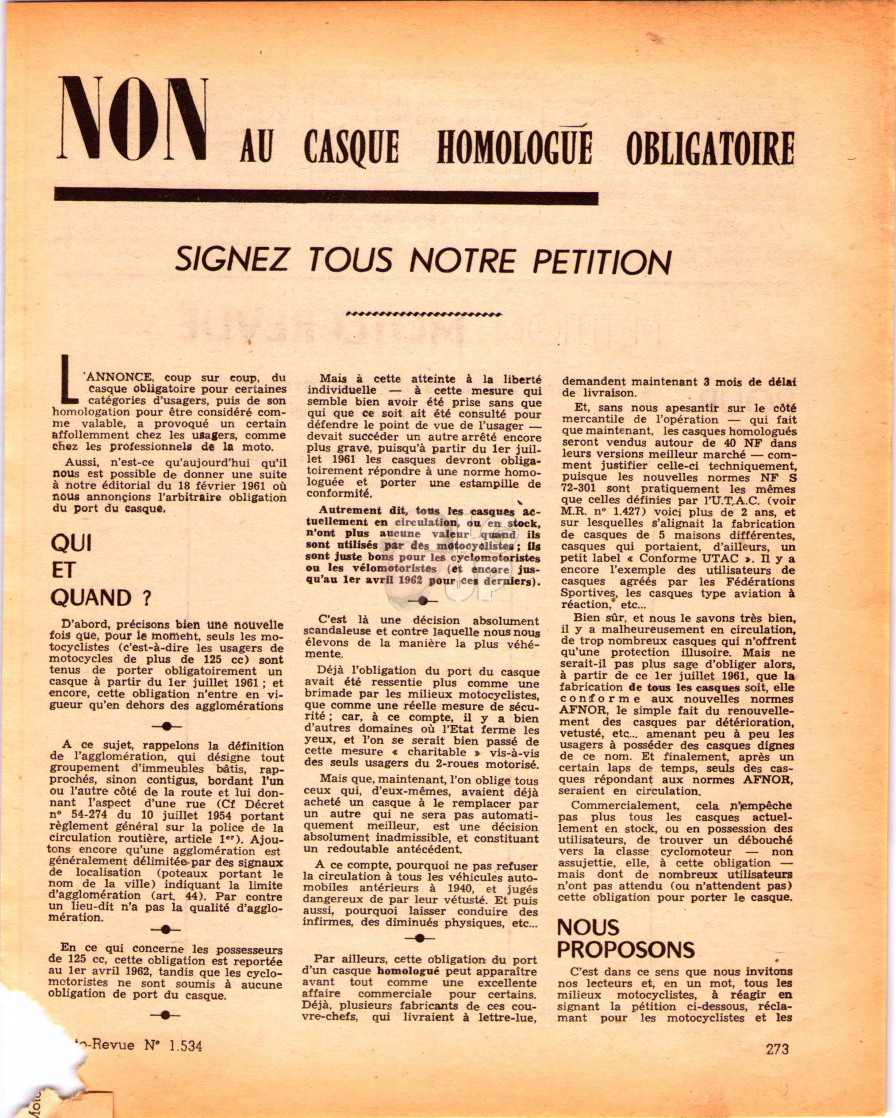 NON AU CASQUE HOMOLOGUÉ OBLIGATOIRE
SIGNEZ TOUS NOTRE PETITION
L'ANNONCE, coup sur coup, du
casque obligatoire pour certaines
catégories d'usagers, puis de son
homologation pour être considéré com-
me valable, a provoqué un certain
affollemment chez les usagers, comme
chez les professionnels de la moto.
Aussi, n'est-ce qu'aujourd'hui qu'il
nous est possible de donner une suite
à notre éditorial du 18 février 1961 où
nous annonçions l'arbitraire obligation
du port du casque.
QUI
ET
QUAND ?
D'abord, précisons bien une nouvelle
fois que, pour le moment, seuls les mo-
tocyclistes (c'est-à-dire les usagers de
motocycles de plus de 125 cc) sont
tenus de porter obligatoirement un
casque à partir du 1er juillet 1961 ; et
encore, cette obligation n'entre en vi-
gueur qu'en dehors des agglomérations
A ce sujet, rappelons la définition
de l'agglomération, qui désigne tout
groupement d'immeubles bâtis, rap-
prochés, sinon contigus, bordant l'un
ou l'autre côté de la route et lui don-
nant l'aspect d'une rue (Cf Décret
n° 54-274 du 10 juillet 1954 portant
règlement général sur la police de la
circulation routière, article 1er). Ajou-
tons encore qu'une agglomération est
généralement délimitée par des signaux
de localisation (poteaux portant le
nom de la ville) indiquant la limite
d'agglomération (art. 44). Par contre
un lieu-dit n'a pas la qualité d'agglo-
mération.
En ce qui concerne les possesseurs
de 125 cc, cette obligation est reportée
au 1er avril 1962, tandis que les cyclo-
motoristes ne sont soumis à aucune
obligation de port du casque.
Mais à cette atteinte à la liberté
individuelle — à cette mesure qui
semble bien avoir été prise sans que
qui que ce soit ait été consulté pour
défendre le point de vue de l'usager —
devait succéder un autre arrêté encore
plus grave, puisqu'à partir du 1er juil-
let 1961 les casques devront obliga-
toirement répondre à une norme homo-
loguée et porter une estampille de
conformité.
Autrement dit, tous les casques ac-
tuellement en circulation, ou en stock,
n'ont plus aucune valeur quand ils
sont utilisés par des motocyclistes ; ils
sont juste bons pour les cyclomotoristes
ou les vélomotoristes (et encore jus-
qu'au 1er avril 1962 pour ces derniers).
C'est là une décision absolument
scandaleuse et contre laquelle nous nous
élevons de la manière la plus véhé-
mente.
Déjà l'obligation du port du casque
avait été ressentie plus comme une
brimade par les milieux motocyclistes,
que comme une réelle mesure de sécu-
rité ; car, à ce compte, il y a bien
d'autres domaines où l'Etat ferme les
yeux, et l'on se serait bien passé de
cette mesure « charitable » vis-à-vis
des seuls usagers du 2-roues motorisé.
Mais que, maintenant, l'on oblige tous
ceux qui, d'eux-mêmes, avaient déjà
acheté un casque à le remplacer par
un autre qui ne sera pas automati-
quement meilleur, est une décision
absolument inadmissible, et constituant
un redoutable antécédent.
A ce compte, pourquoi ne pas refuser
la circulation à tous les véhicules auto-
mobiles antérieurs à 1940, et jugés
dangereux de par leur vétusté. Et puis
aussi, pourquoi laisser conduire des
infirmes, des diminués physiques, etc...
Par ailleurs, cette obligation du port
d'un casque homologué peut apparaître
avant tout comme une excellente
affaire commerciale pour certains.
Déjà, plusieurs fabricants de ces cou-
vre-chefs, qui livraient à lettre-lue,
demandent maintenant 3 mois de délai
de livraison.
Et, sans nous apesantir sur le côté
mercantile de l'opération — qui fait
que maintenant, les casques homologués
seront vendus autour de 40 NF dans
leurs versions meilleur marché — com-
ment justifier celle-ci techniquement,
puisque les nouvelles normes NF S
72-301 sont pratiquement les mêmes
que celles définies par l'U.T.A.C. (voir
M.R. n° 1.427) voici plus de 2 ans, et
sur lesquelles s'alignait la fabrication
de casques de 5 maisons différentes,
casques qui portaient, d'ailleurs, un
petit label « Conforme UTAC ». Il y a
encore l'exemple des utilisateurs de
casques agréés par les Fédérations
Sportives, les casques type aviation à
réaction, etc...
Bien sûr, et nous le savons très bien,
il y a malheureusement en circulation,
de trop nombreux casques qui n'offrent
qu'une protection illusoire. Mais ne
serait-il pas plus sage d'obliger alors,
à partir de ce 1er juillet 1961, que la
fabrication de tous les casques soit, elle
conforme aux nouvelles normes
AFNOR, le simple fait du renouvelle-
ment des casques par détérioration,
vetusté, etc... amenant peu à peu les
usagers à posséder des casques dignes
de ce nom. Et finalement, après un
certain laps de temps, seuls des cas-
ques répondant aux normes AFNOR,
seraient en circulation.
Commercialement, cela n'empêche
pas plus tous les casques actuel-
lement en stock, ou en possession des
utilisateurs, de trouver un débouché
vers la classe cyclomoteur — non
assujettie, elle, à cette obligation —
mais dont de nombreux utilisateurs
n'ont pas attendu (ou n'attendent pas)
cette obligation pour porter le casque.
NOUS
PROPOSONS
C'est dans ce sens que nous invitons
nos lecteurs et, en un mot, tous les
milieux motocyclistes, à réagir en
signant la pétition ci-dessous, récla-
mant pour les motocyclistes et les
to-Revue N° 1.534
273